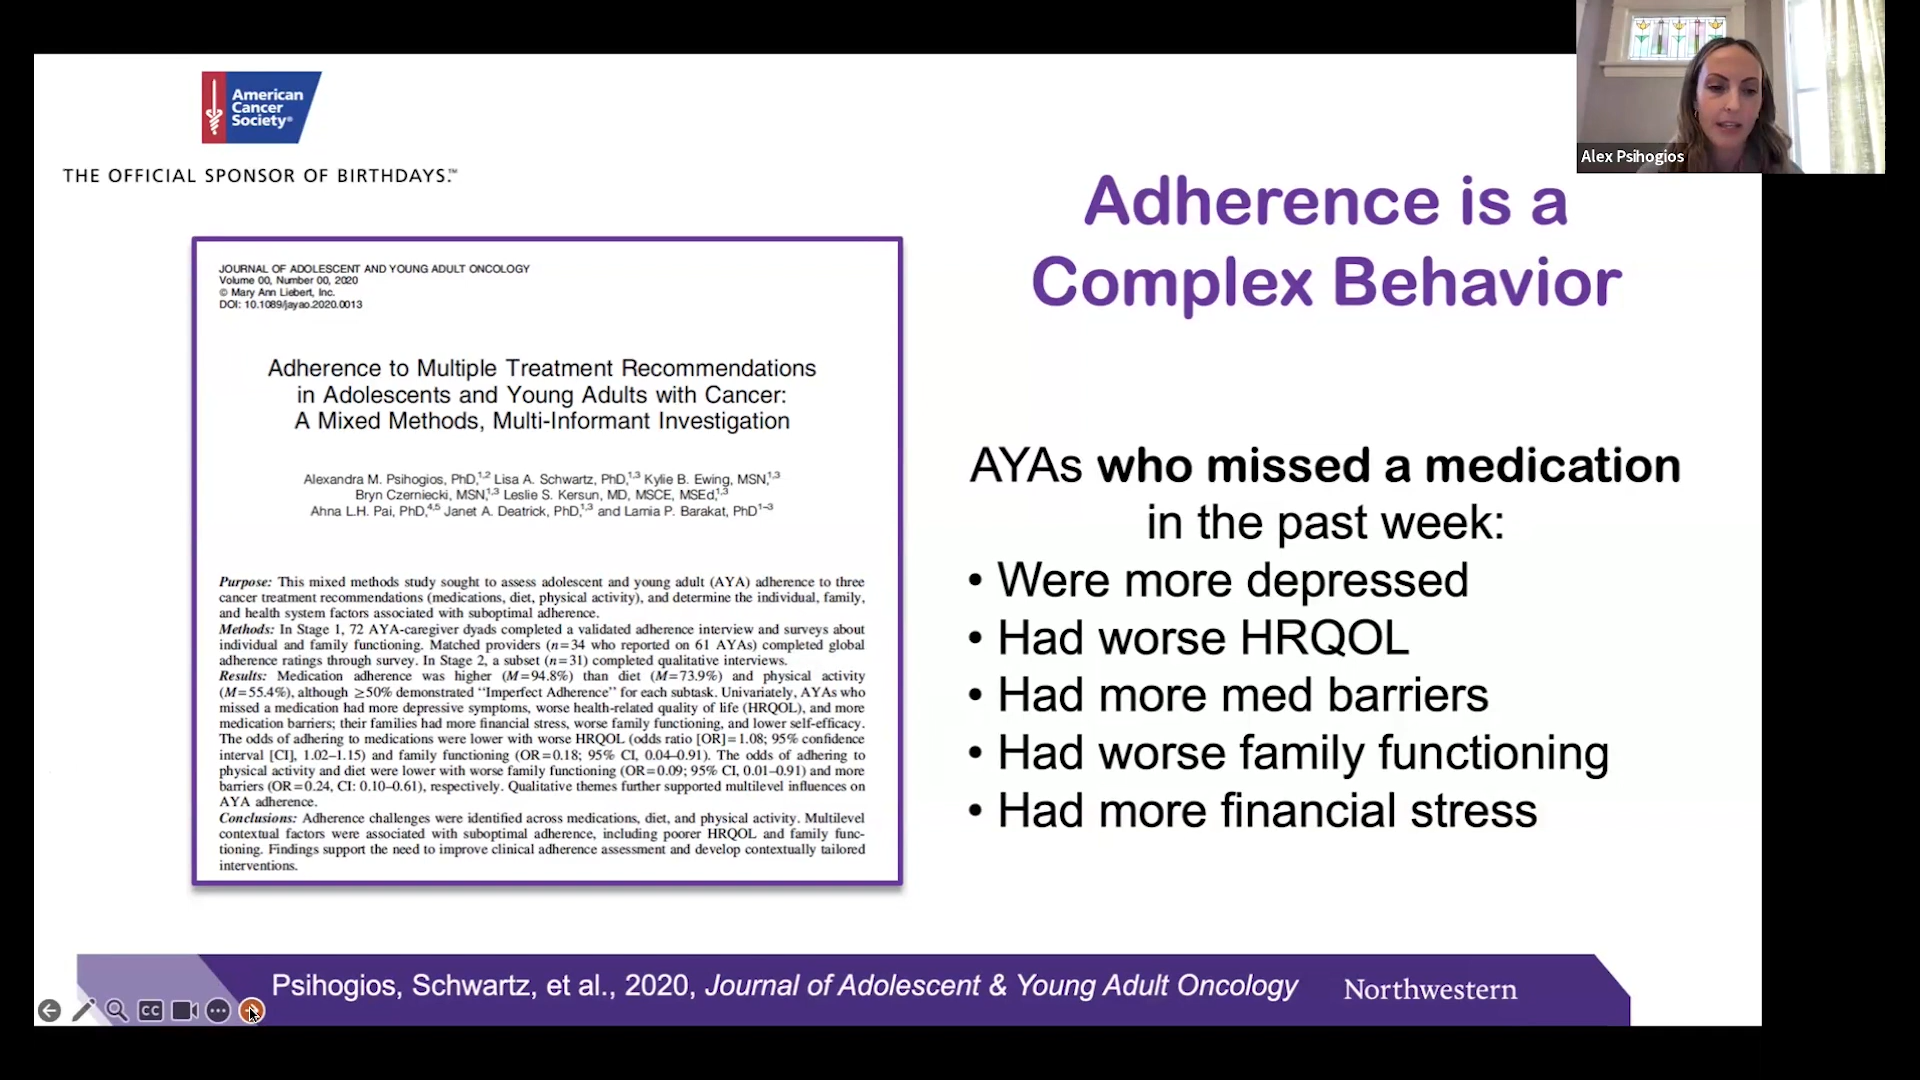 American
Cancer
Society®
THE OFFICIAL SPONSOR OF BIRTHDAYS.™
Alex Psihogios
Adherence is a
Complex Behavior
JOURNAL OF ADOLESCENT AND YOUNG ADULT ONCOLOGY
Volume 00, Number 00, 2020
© Mary Ann Liebert, Inc.
DOI: 10.1089/jayao.2020.0013
Adherence to Multiple Treatment Recommendations
in Adolescents and Young Adults with Cancer:
A Mixed Methods, Multi-Informant Investigation
Alexandra M. Psihogios, PhD,1,2 Lisa A. Schwartz, PhD,1,3 Kylie B. Ewing, MSN,1,3
Bryn Czerniecki, MSN,1,3 Leslie S. Kersun, MD, MSCE, MSEd,1,3
Ahna L.H. Pai, PhD,4,5 Janet A. Deatrick, PhD,1,3 and Lamia P. Barakat, PhD1–3
Purpose: This mixed methods study sought to assess adolescent and young adult (AYA) adherence to three
cancer treatment recommendations (medications, diet, physical activity), and determine the individual, family,
and health system factors associated with suboptimal adherence.
Methods: In Stage 1, 72 AYA-caregiver dyads completed a validated adherence interview and surveys about
individual and family functioning. Matched providers (n=34 who reported on 61 AYAs) completed global
adherence ratings through survey. In Stage 2, a subset (n=31) completed qualitative interviews.
Results: Medication adherence was higher (M=94.8%) than diet (M=73.9%) and physical activity
(M=55.4%), although ≥50% demonstrated “Imperfect Adherence” for each subtask. Univariately, AYAs who
missed a medication had more depressive symptoms, worse health-related quality of life (HRQOL), and more
medication barriers; their families had more financial stress, worse family functioning, and lower self-efficacy.
The odds of adhering to medications were lower with worse HRQOL (odds ratio [OR]=1.08; 95% confidence
interval [CI], 1.02–1.15) and family functioning (OR=0.18; 95% CI, 0.04–0.91). The odds of adhering to
physical activity and diet were lower with worse family functioning (OR=0.09; 95% CI, 0.01–0.91) and more
barriers (OR=0.24, CI: 0.10–0.61), respectively. Qualitative themes further supported multilevel influences on
AYA adherence.
Conclusions: Adherence challenges were identified across medications, diet, and physical activity. Multilevel
contextual factors were associated with suboptimal adherence, including poorer HRQOL and family func-
tioning. Findings support the need to improve clinical adherence assessment and develop contextually tailored
interventions.
AYAs who missed a medication
in the past week:
• Were more depressed
• Had worse HRQOL
• Had more med barriers
• Had worse family functioning
• Had more financial stress
Psihogios, Schwartz, et al., 2020, Journal of Adolescent & Young Adult Oncology
Northwestern
CC